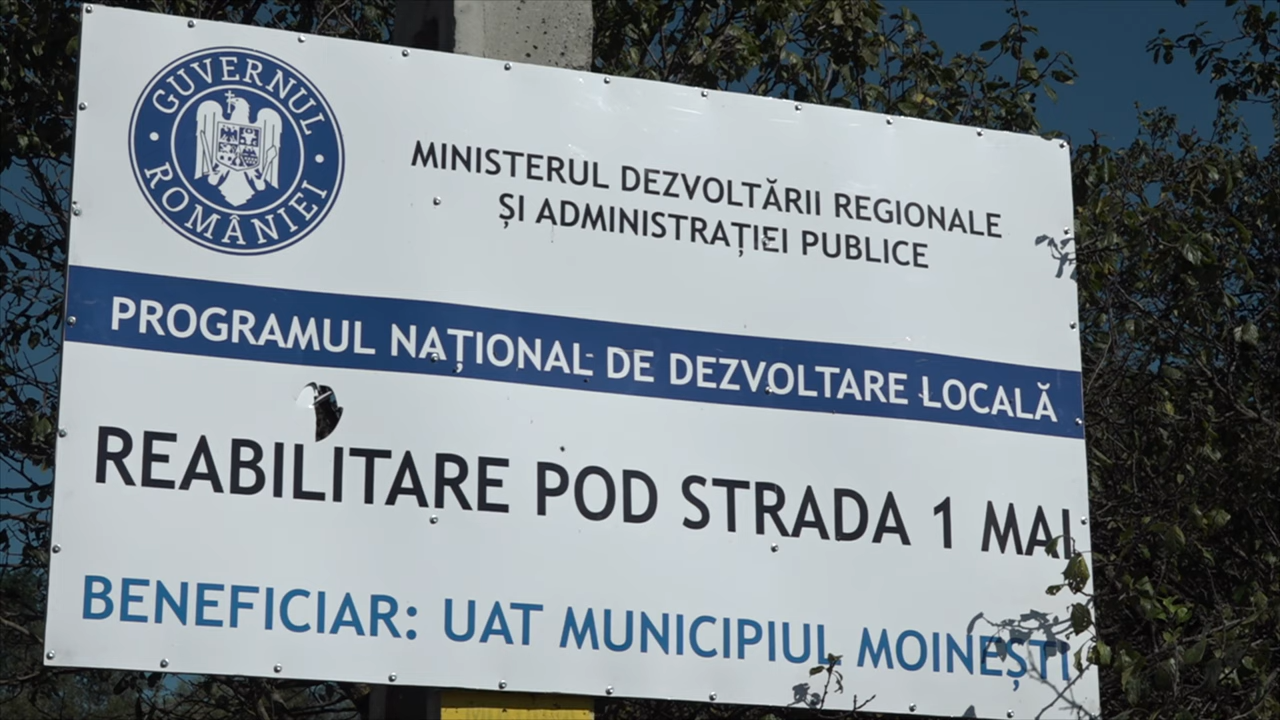 GUVERNUL
ROMÂNIEI
MINISTERUL DEZVOLTĂRII REGIONALE
ȘI ADMINISTRAȚIEI PUBLICE
PROGRAMUL NAȚIONAL DE DEZVOLTARE LOCALĂ
REABILITARE POD STRADA 1 MAI
BENEFICIAR: UAT MUNICIPIUL MOINEȘTI